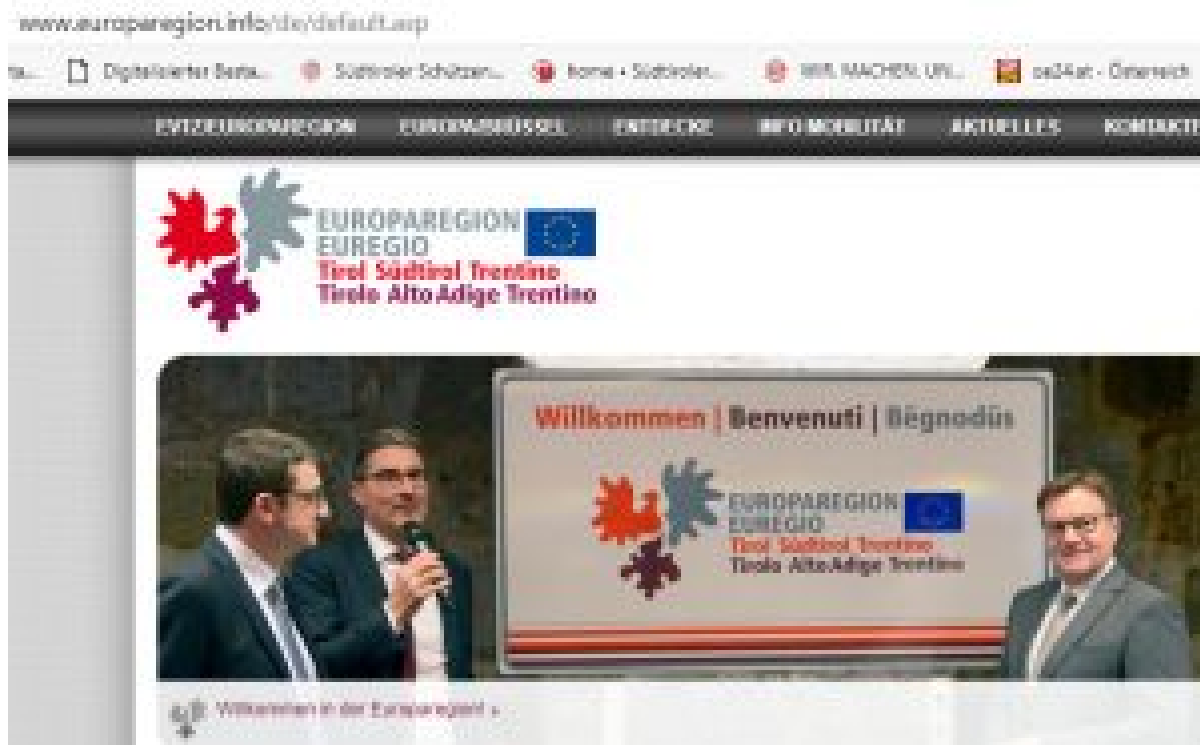 www.europaregion.info/de/default.asp
Digitalisierter Südtiroler Schützen... home • Südtiroler... WIR MACHEN UN... oe24.at - Österreich
EVTZ/EUROPAREGION EUROPA/BRÜSSEL ENTDECKE INFO MOBILITÄT AKTUELLES
EUROPAREGION
EUREGIO
Tirol Südtirol Trentino
Tirolo Alto Adige Trentino
Willkommen | Benvenuti | Bëgnodüs
EUROPAREGION
EUREGIO
Tirol Südtirol Trentino
Tirolo Alto Adige Trentino
Willkommen in der Europaregion! »